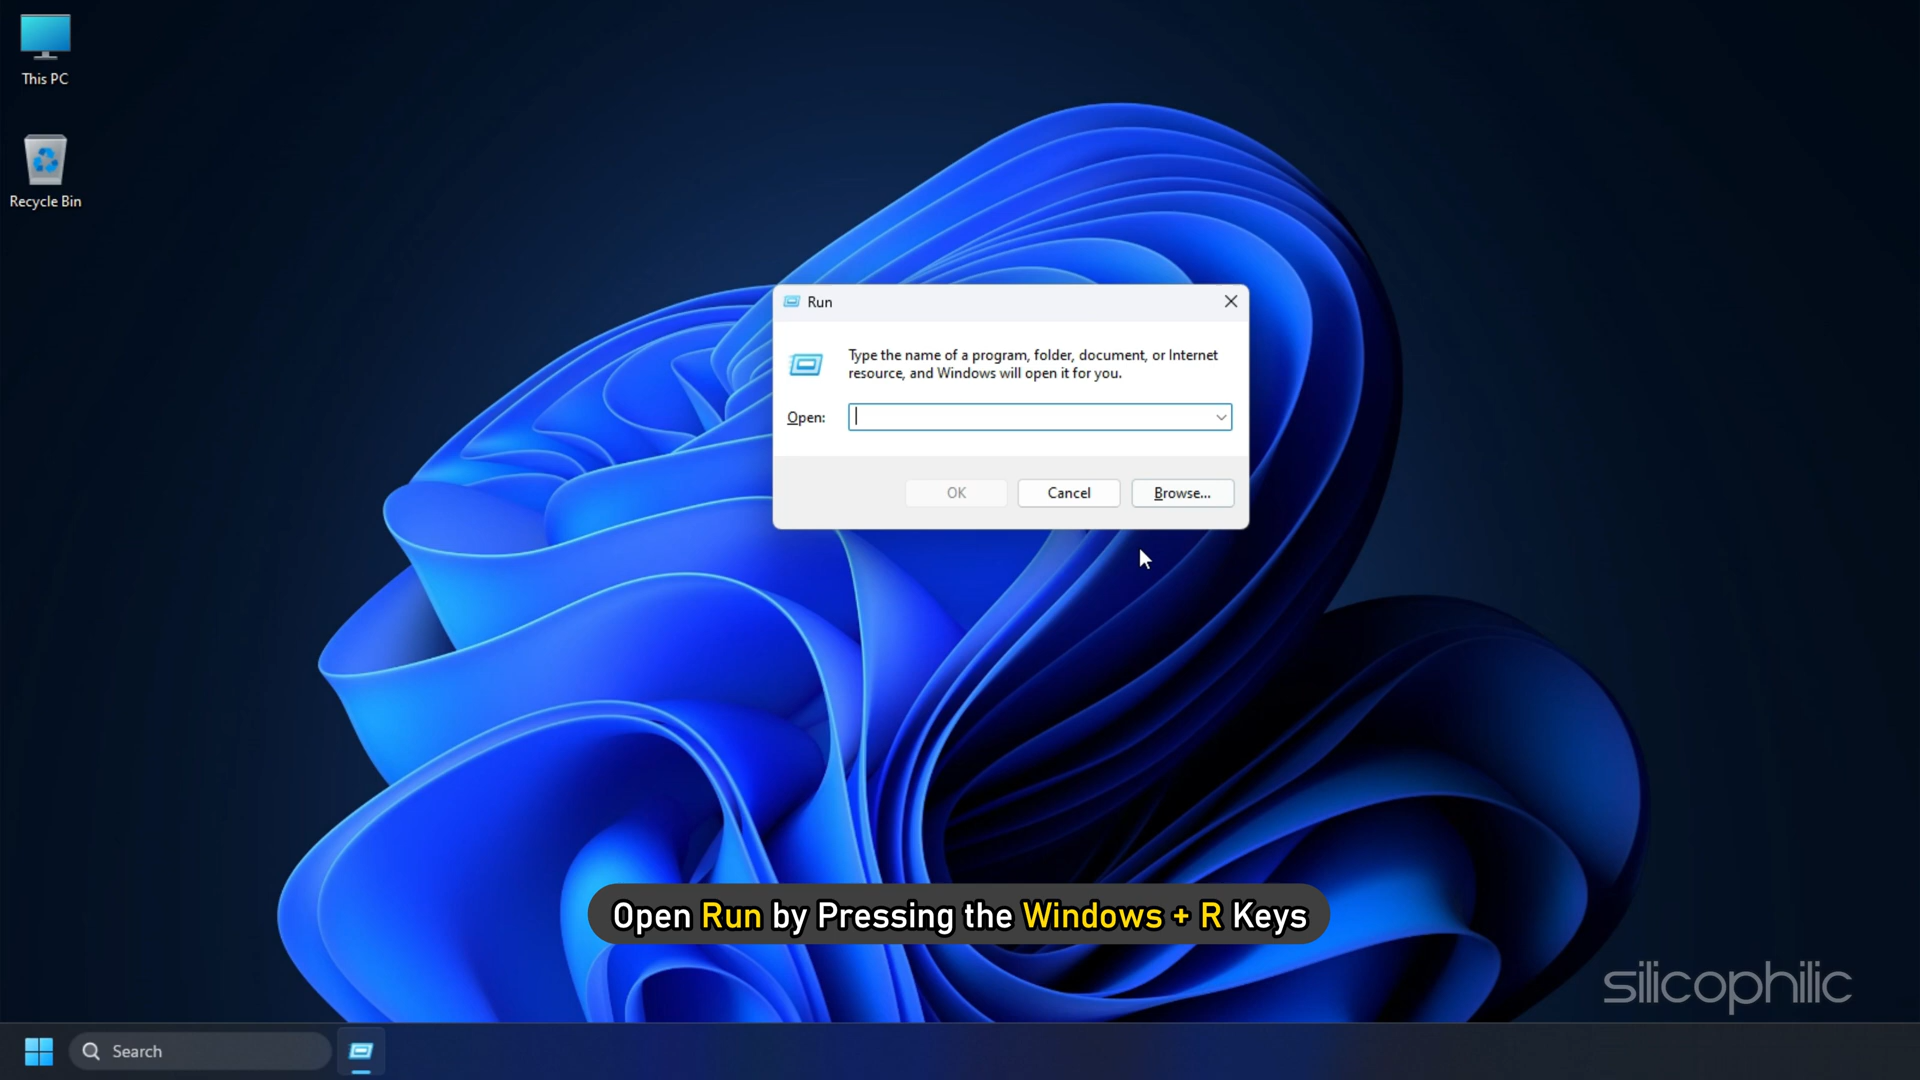 This PC
Recycle Bin
Run
Type the name of a program, folder, document, or Internet
resource, and Windows will open it for you.
Open:
OK
Cancel
Browse...
Open Run by Pressing the Windows + R Keys
silicophilic
Search